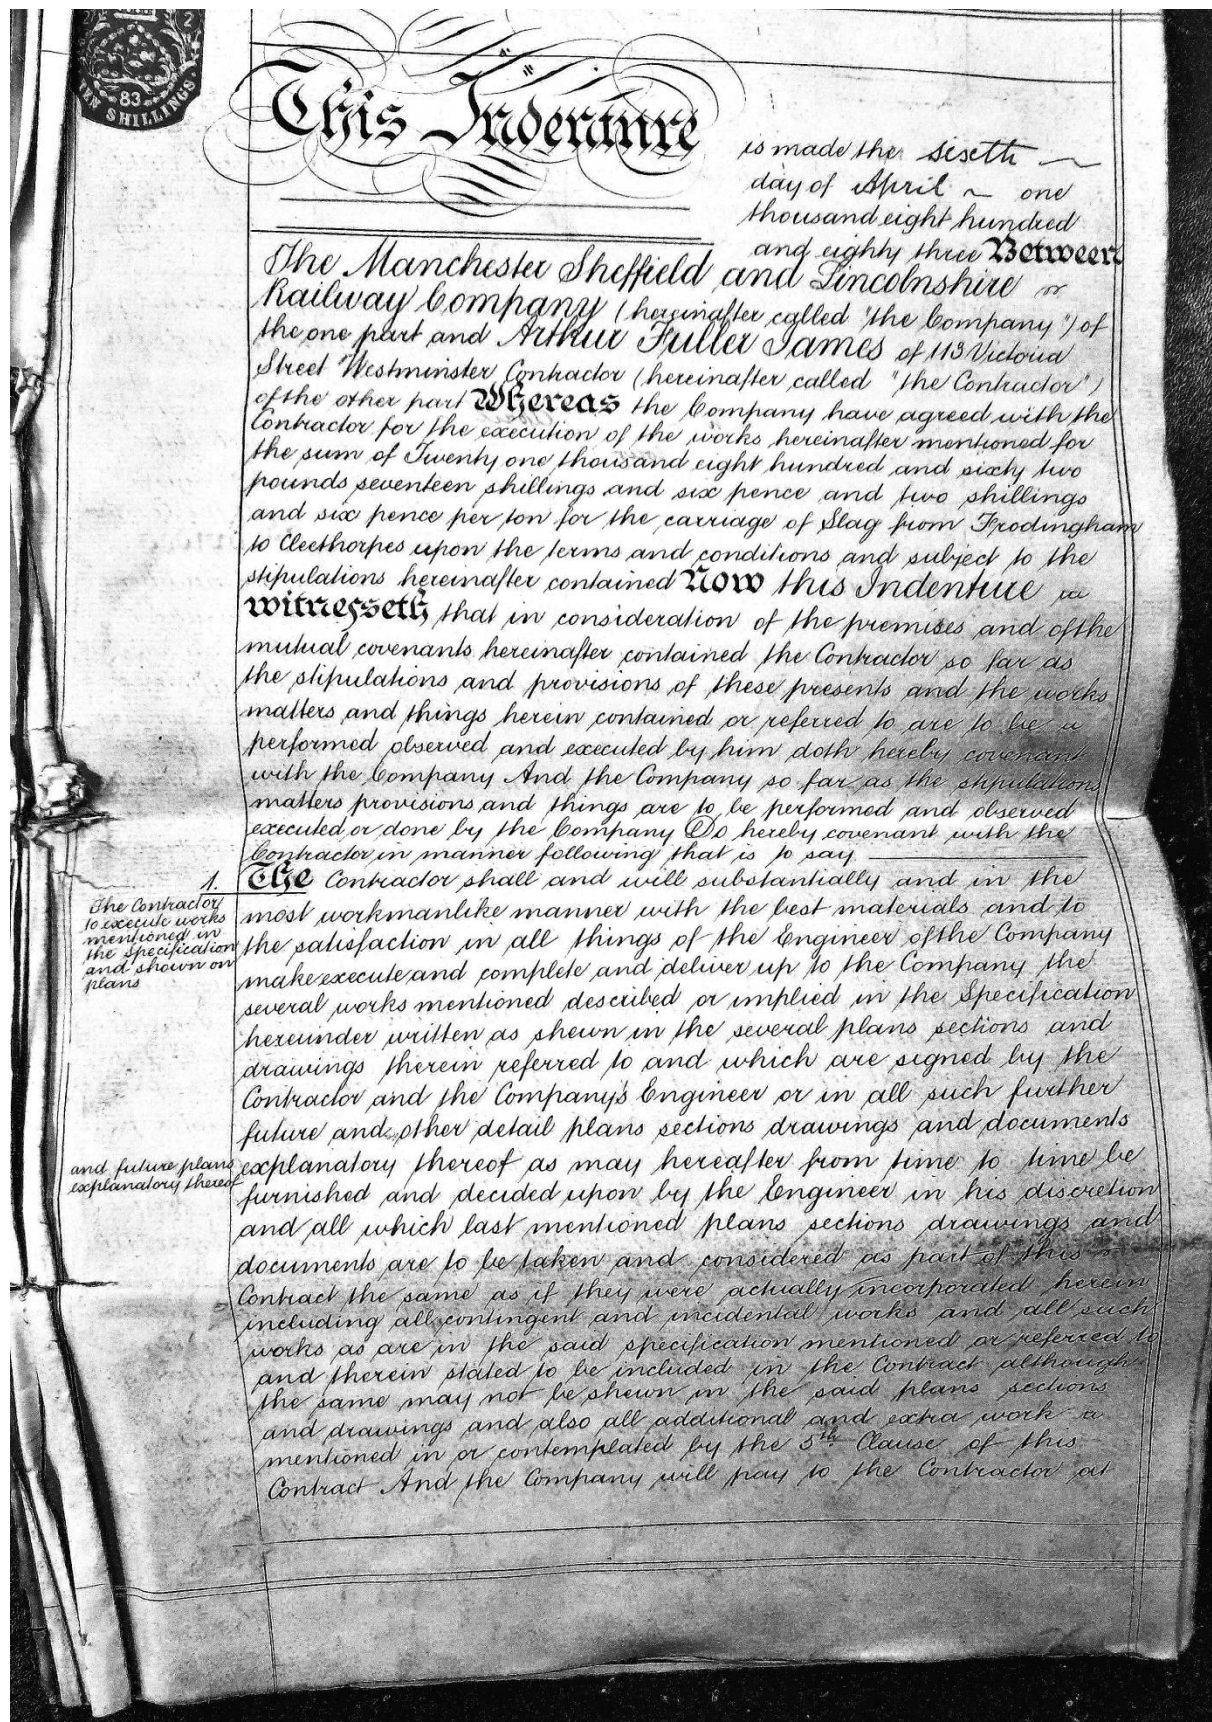 2 2
83
TEN SHILLINGS
This Indenture
is made the sixth
day of April one
thousand eight hundred
and eighty three Between
The Manchester Sheffield and Lincolnshire
Railway Company (hereinafter called "the Company") of
the one part and Arthur Fuller James of 113 Victoria
Street Westminster Contractor (hereinafter called "the Contractor")
of the other part Whereas the Company have agreed with the
Contractor for the execution of the works hereinafter mentioned for
the sum of Twenty one thousand eight hundred and sixty two
pounds seventeen shillings and six pence and two shillings
and six pence per ton for the carriage of Slag from Frodingham
to Cleethorpes upon the terms and conditions and subject to the
stipulations hereinafter contained Now this Indenture
witnesseth that in consideration of the premises and of the
mutual covenants hereinafter contained the Contractor so far as
the stipulations and provisions of these presents and the works
matters and things herein contained or referred to are to be
performed observed and executed by him doth hereby covenant
with the Company And the Company so far as the stipulations
matters provisions and things are to be performed and observed
executed or done by the Company Do hereby covenant with the
Contractor in manner following that is to say
1. The Contractor shall and will substantially and in the
The Contractor
to execute works
mentioned in
the specification
and shown on
plans
most workmanlike manner with the best materials and to
the satisfaction in all things of the Engineer of the Company
make execute and complete and deliver up to the Company the
several works mentioned described or implied in the Specification
hereunder written as shewn in the several plans sections and
drawings therein referred to and which are signed by the
Contractor and the Company's Engineer or in all such further
future and other detail plans sections drawings and documents
and future plans
explanatory thereof
explanatory thereof as may hereafter from time to time be
furnished and decided upon by the Engineer in his discretion
and all which last mentioned plans sections drawings and
documents are to be taken and considered as part of this
Contract the same as if they were actually incorporated herein
including all contingent and incidental works and all such
works as are in the said specification mentioned or referred to
and therein stated to be included in the Contract although
the same may not be shewn in the said plans sections
and drawings and also all additional and extra work
mentioned in or contemplated by the 5th Clause of this
Contract And the Company will pay to the Contractor at